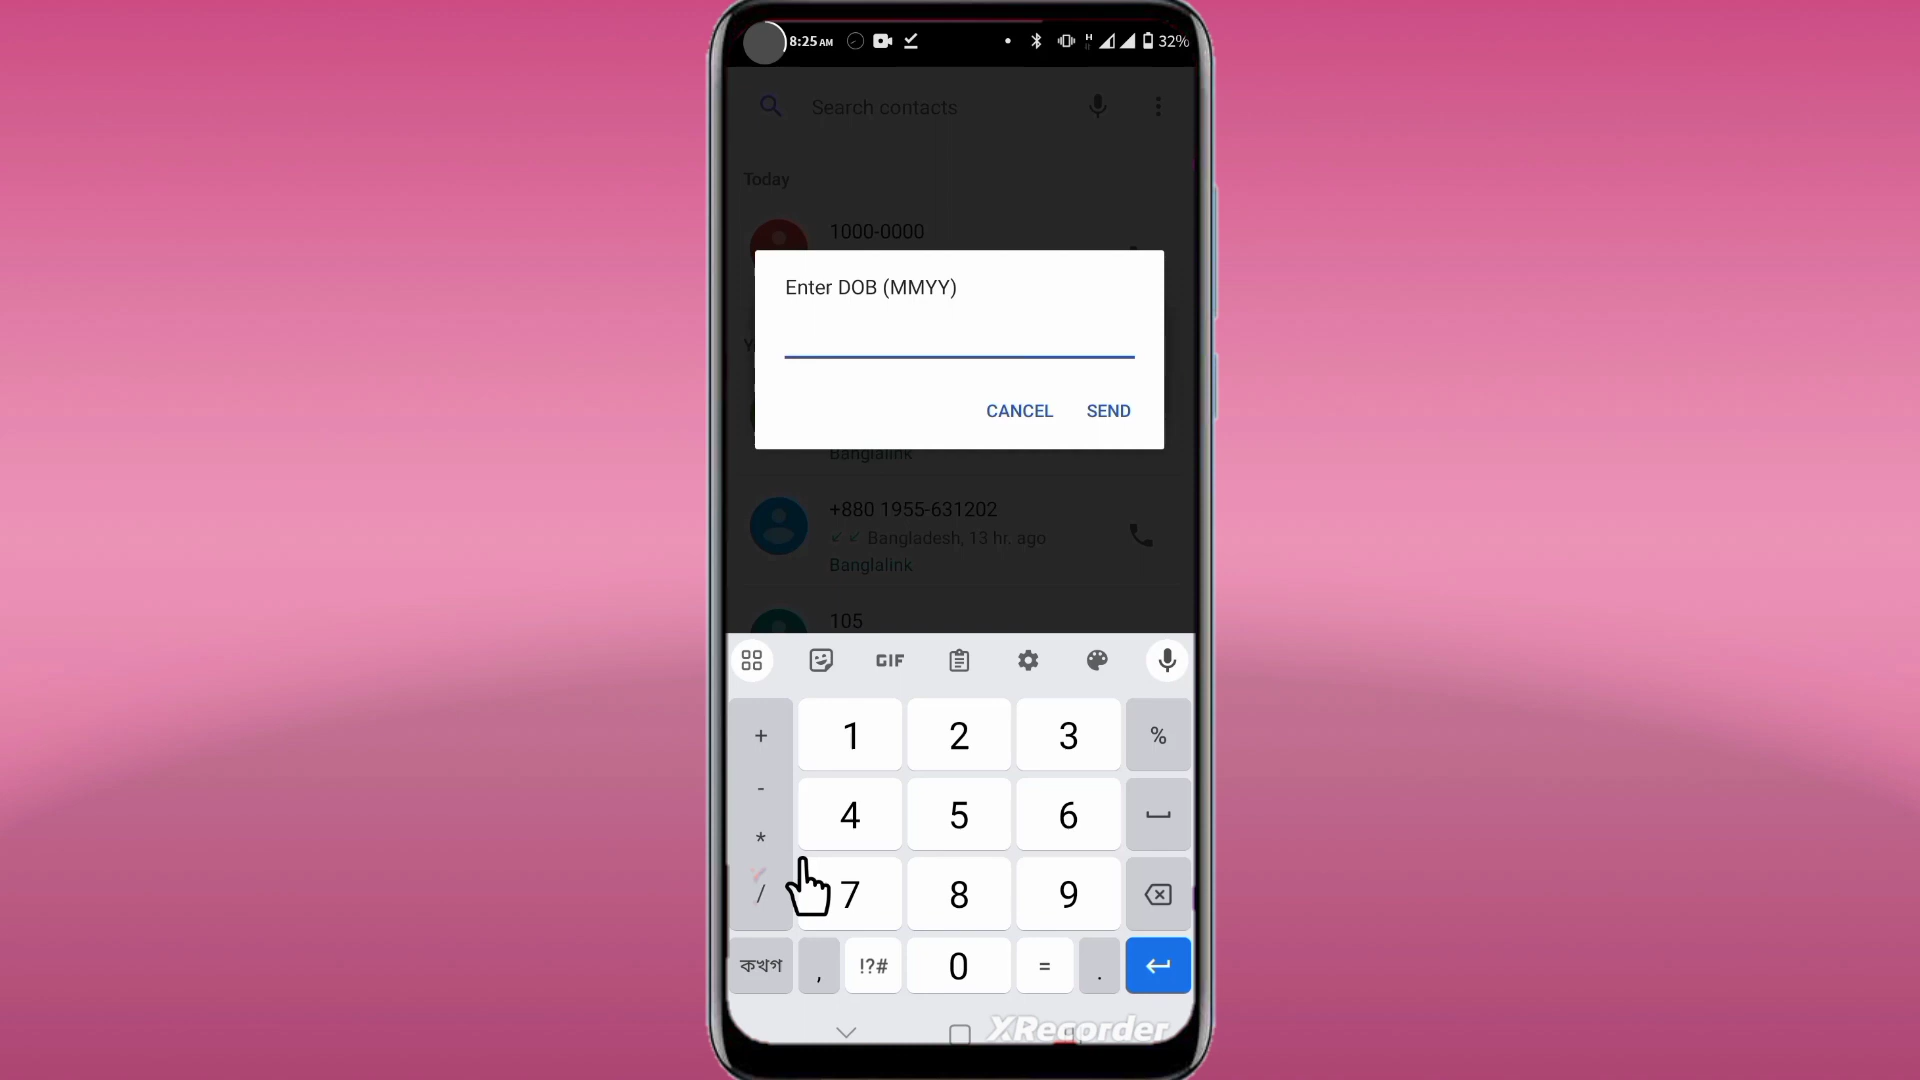 8:25 AM
H
32%
Search contacts
Today
1000-0000
Enter DOB (MMYY)
CANCEL SEND
Banglalink
+880 1955-631202
Bangladesh, 13 hr. ago
Banglalink
105
GIF
+ 1 2 3 %
- 4 5 6
*
/ 7 8 9
কখগ , !?# 0 = .
XRecorder